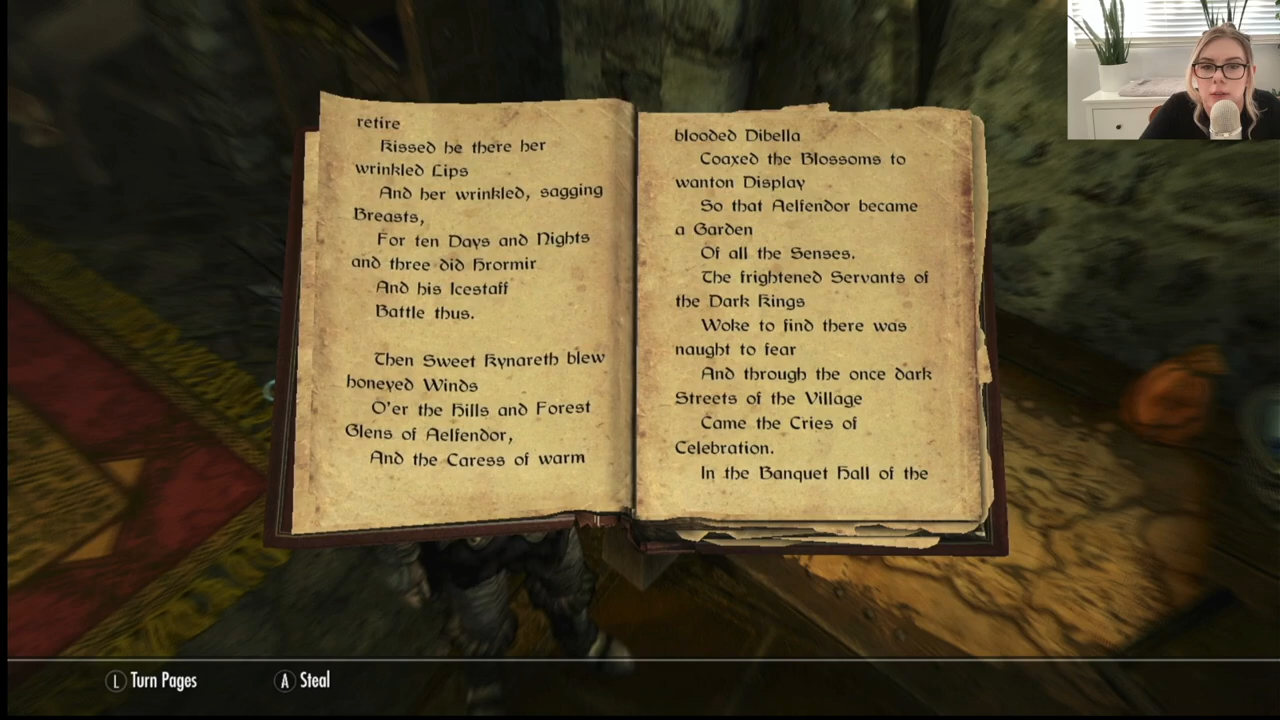 retire
Kissed he there her
wrinkled Lips
And her wrinkled, sagging
Breasts,
For ten Days and Nights
and three did Hrormir
And his Icestaff
Battle thus.
Then Sweet Kynareth blew
honeyed Winds
O'er the Hills and Forest
Glens of Aelfendor,
And the Caress of warm
blooded Dibella
Coaxed the Blossoms to
wanton Display
So that Aelfendor became
a Garden
Of all the Senses.
The frightened Servants of
the Dark Kings
Woke to find there was
naught to fear
And through the once dark
Streets of the Village
Came the Cries of
Celebration.
In the Banquet Hall of the
L Turn Pages
A Steal